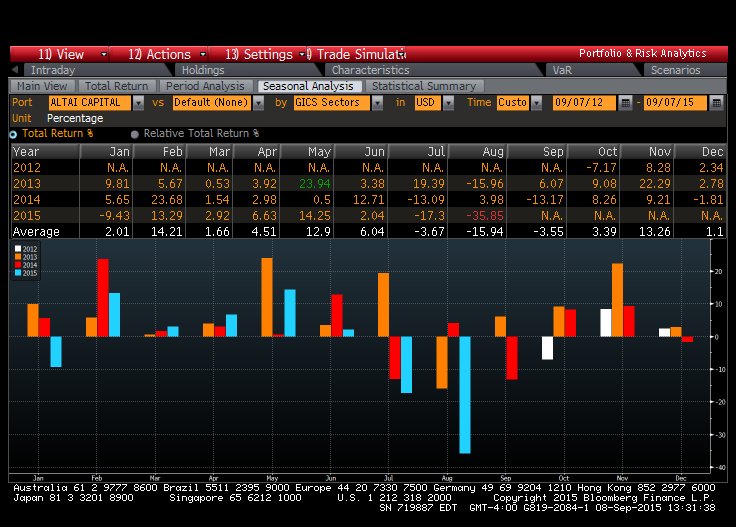 11) View 12) Actions 13) Settings Trade Simulati Portfolio & Risk Analytics
Intraday Holdings Characteristics VaR Scenarios
Main View Total Return Period Analysis Seasonal Analysis Statistical Summary
Port ALTAI CAPITAL vs Default (None) by GICS Sectors in USD Time Custo 09/07/12 - 09/07/15
Unit Percentage
Total Return % Relative Total Return %
Year Jan Feb Mar Apr May Jun Jul Aug Sep Oct Nov Dec
2012 N.A. N.A. N.A. N.A. N.A. N.A. N.A. N.A. N.A. -7.17 8.28 2.34
2013 9.81 5.67 0.53 3.92 23.94 3.38 19.39 -15.96 6.07 9.08 22.29 2.78
2014 5.65 23.68 1.54 2.98 0.5 12.71 -13.09 3.98 -13.17 8.26 9.21 -1.81
2015 -9.43 13.29 2.92 6.63 14.25 2.04 -17.3 -35.85 N.A. N.A. N.A. N.A.
Average 2.01 14.21 1.66 4.51 12.9 6.04 -3.67 -15.94 -3.55 3.39 13.26 1.1
2012
2013
2014
2015
20
10
0
-10
-20
-30
-40
Jan Feb Mar Apr May Jun Jul Aug Sep Oct Nov Dec
Australia 61 2 9777 8600 Brazil 5511 2395 9000 Europe 44 20 7330 7500 Germany 49 69 9204 1210 Hong Kong 852 2977 6000
Japan 81 3 3201 8900 Singapore 65 6212 1000 U.S. 1 212 318 2000 Copyright 2015 Bloomberg Finance L.P.
SN 719887 EDT GMT-4:00 G819-2084-1 08-Sep-2015 13:31:38